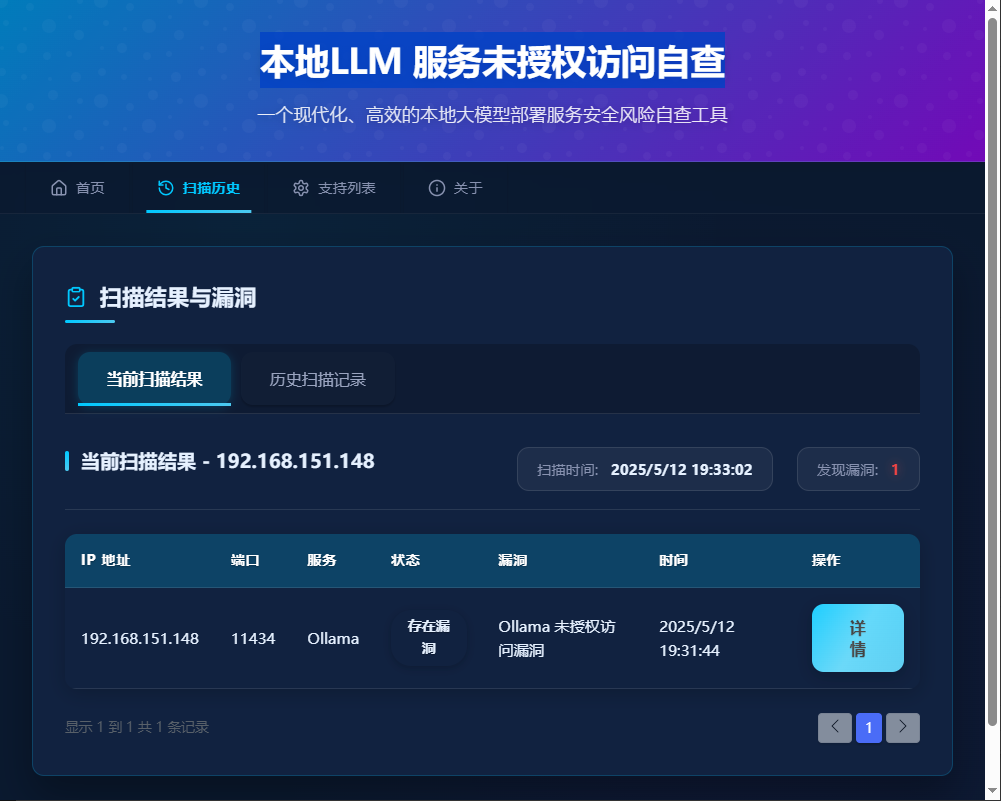 本地LLM 服务未授权访问自查
一个现代化、高效的本地大模型部署服务安全风险自查工具
首页 扫描历史 支持列表 关于
扫描结果与漏洞
当前扫描结果 历史扫描记录
当前扫描结果 - 192.168.151.148 扫描时间: 2025/5/12 19:33:02 发现漏洞: 1
IP 地址 端口 服务 状态 漏洞 时间 操作
192.168.151.148 11434 Ollama
存在漏
洞
Ollama 未授权访
问漏洞
2025/5/12
19:31:44
详
情
显示 1 到 1 共 1 条记录
1